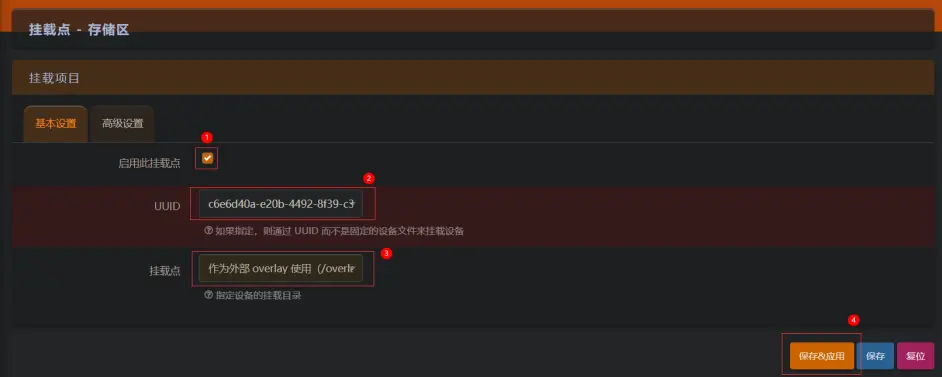 挂载点 - 存储区
挂载项目
基本设置 高级设置
1
启用此挂载点
2
UUID c6e6d40a-e20b-4492-8f39-c3
如果指定，则通过 UUID 而不是固定的设备文件来挂载设备
3
挂载点 作为外部 overlay 使用（/overl
指定设备的挂载目录
4
保存&应用 保存 复位